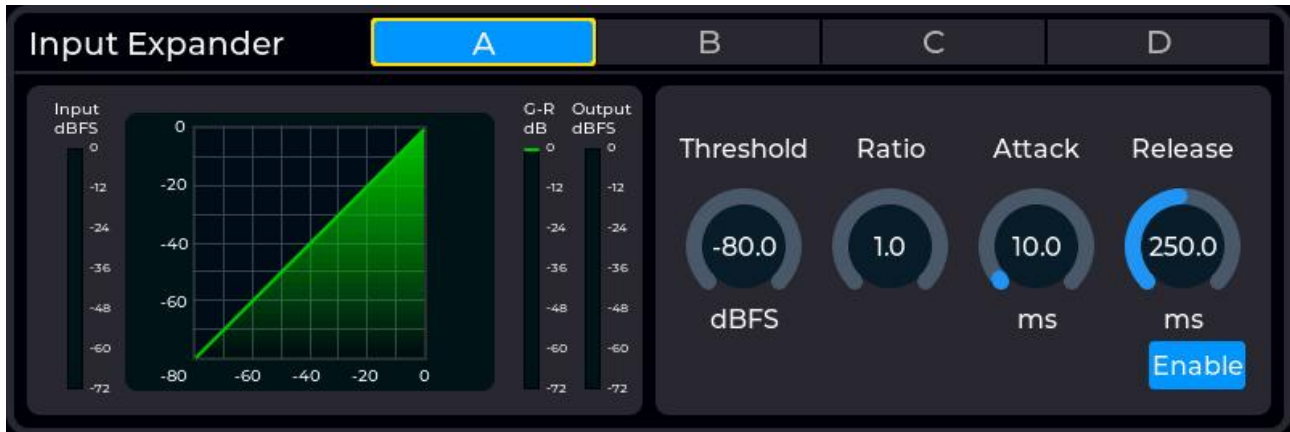 Input Expander A B C D
Input
dBFS
0
-12
-24
-36
-48
-60
-72
0
-20
-40
-60
-80 -60 -40 -20 0
G-R
dB
0
-12
-24
-36
-48
-60
-72
Output
dBFS
0
-12
-24
-36
-48
-60
-72
Threshold Ratio Attack Release
-80.0 1.0 10.0 250.0
dBFS ms ms
Enable